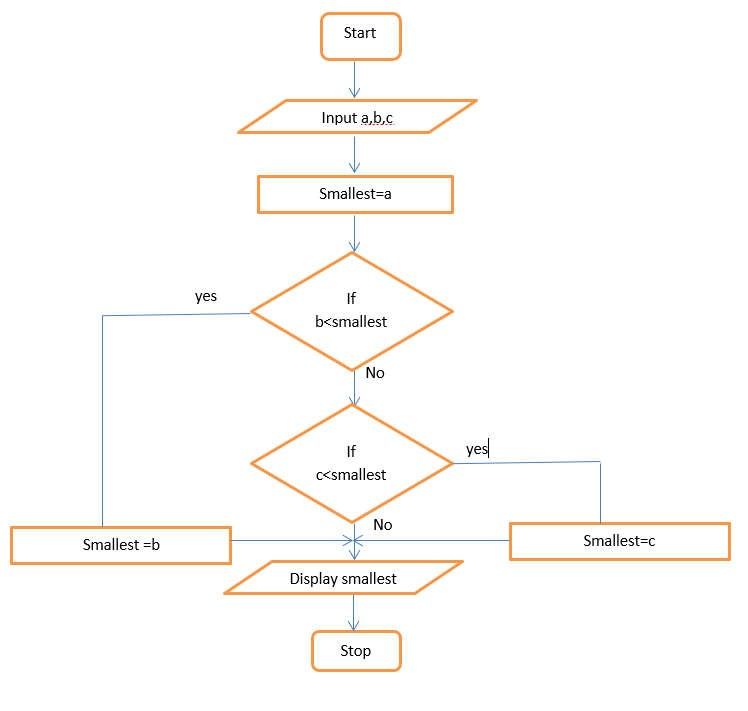 Start
Input a,b,c
Smallest=a
yes
If
b<smallest
No
If
c<smallest
yes
No
Smallest =b
Smallest=c
Display smallest
Stop